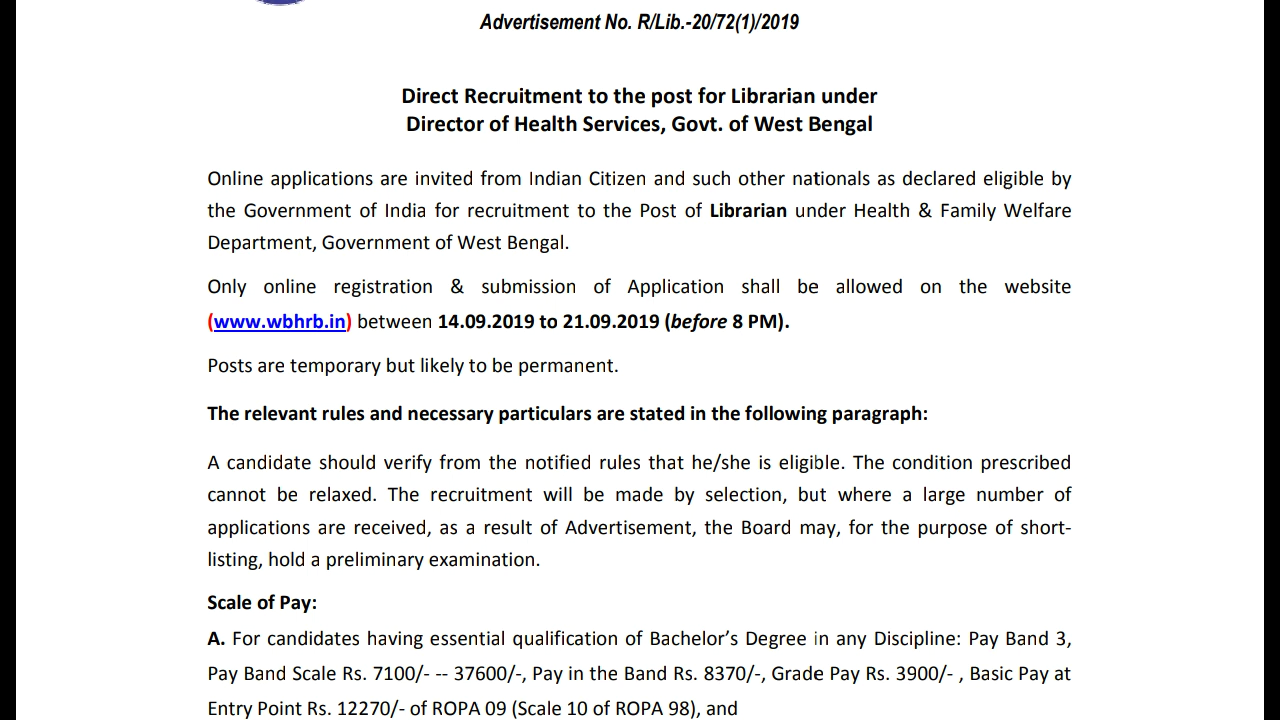 Advertisement No. R/Lib.-20/72(1)/2019
Direct Recruitment to the post for Librarian under
Director of Health Services, Govt. of West Bengal
Online applications are invited from Indian Citizen and such other nationals as declared eligible by
the Government of India for recruitment to the Post of Librarian under Health & Family Welfare
Department, Government of West Bengal.
Only online registration & submission of Application shall be allowed on the website
(www.wbhrb.in) between 14.09.2019 to 21.09.2019 (before 8 PM).
Posts are temporary but likely to be permanent.
The relevant rules and necessary particulars are stated in the following paragraph:
A candidate should verify from the notified rules that he/she is eligible. The condition prescribed
cannot be relaxed. The recruitment will be made by selection, but where a large number of
applications are received, as a result of Advertisement, the Board may, for the purpose of short-
listing, hold a preliminary examination.
Scale of Pay:
A. For candidates having essential qualification of Bachelor’s Degree in any Discipline: Pay Band 3,
Pay Band Scale Rs. 7100/- -- 37600/-, Pay in the Band Rs. 8370/-, Grade Pay Rs. 3900/- , Basic Pay at
Entry Point Rs. 12270/- of ROPA 09 (Scale 10 of ROPA 98), and